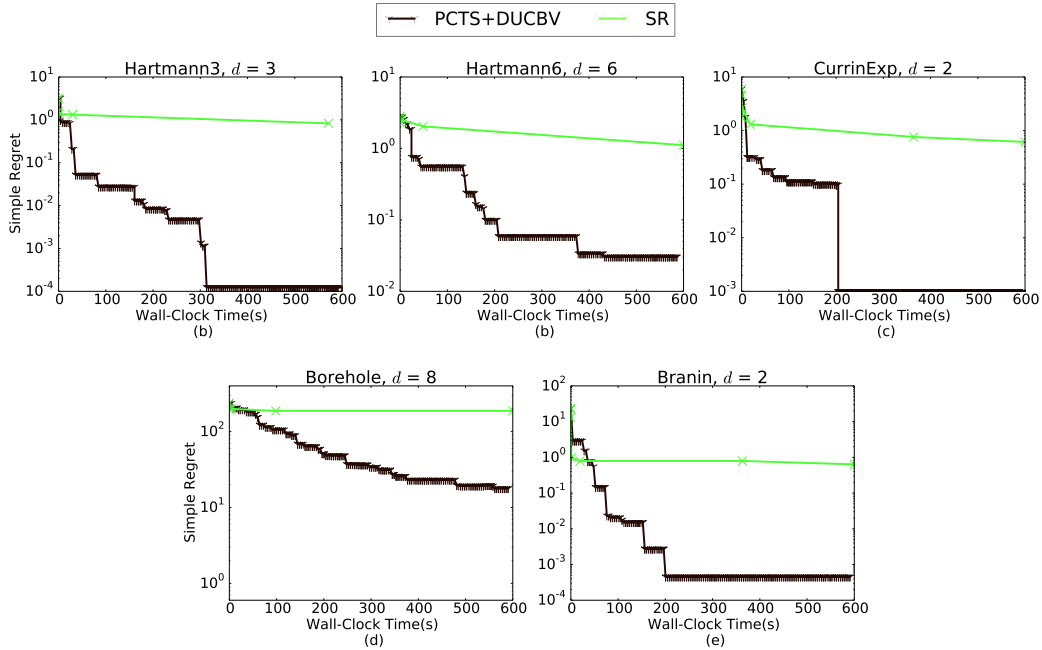 PCTS+DUCBV SR
Hartmann3, d = 3
10^1
10^0
10^-1
10^-2
10^-3
10^-4
Simple Regret
0 100 200 300 400 500 600
Wall-Clock Time(s)
(b)
Hartmann6, d = 6
10^1
10^0
10^-1
10^-2
0 100 200 300 400 500 600
Wall-Clock Time(s)
(b)
CurrinExp, d = 2
10^1
10^0
10^-1
10^-2
10^-3
0 100 200 300 400 500 600
Wall-Clock Time(s)
(c)
Borehole, d = 8
10^2
10^1
10^0
Simple Regret
0 100 200 300 400 500 600
Wall-Clock Time(s)
(d)
Branin, d = 2
10^2
10^1
10^0
10^-1
10^-2
10^-3
10^-4
0 100 200 300 400 500 600
Wall-Clock Time(s)
(e)